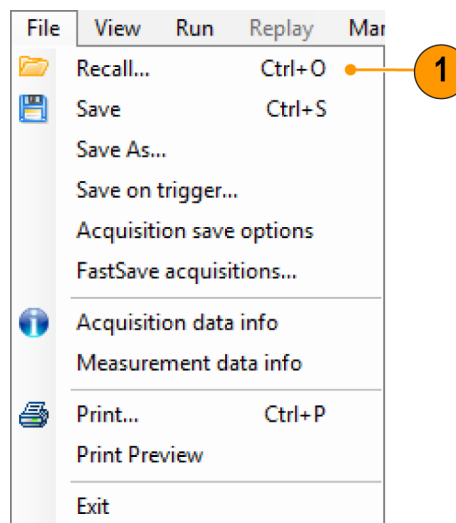 File View Run Replay Mar
Recall... Ctrl+O 1
Save Ctrl+S
Save As...
Save on trigger...
Acquisition save options
FastSave acquisitions...
Acquisition data info
Measurement data info
Print... Ctrl+P
Print Preview
Exit